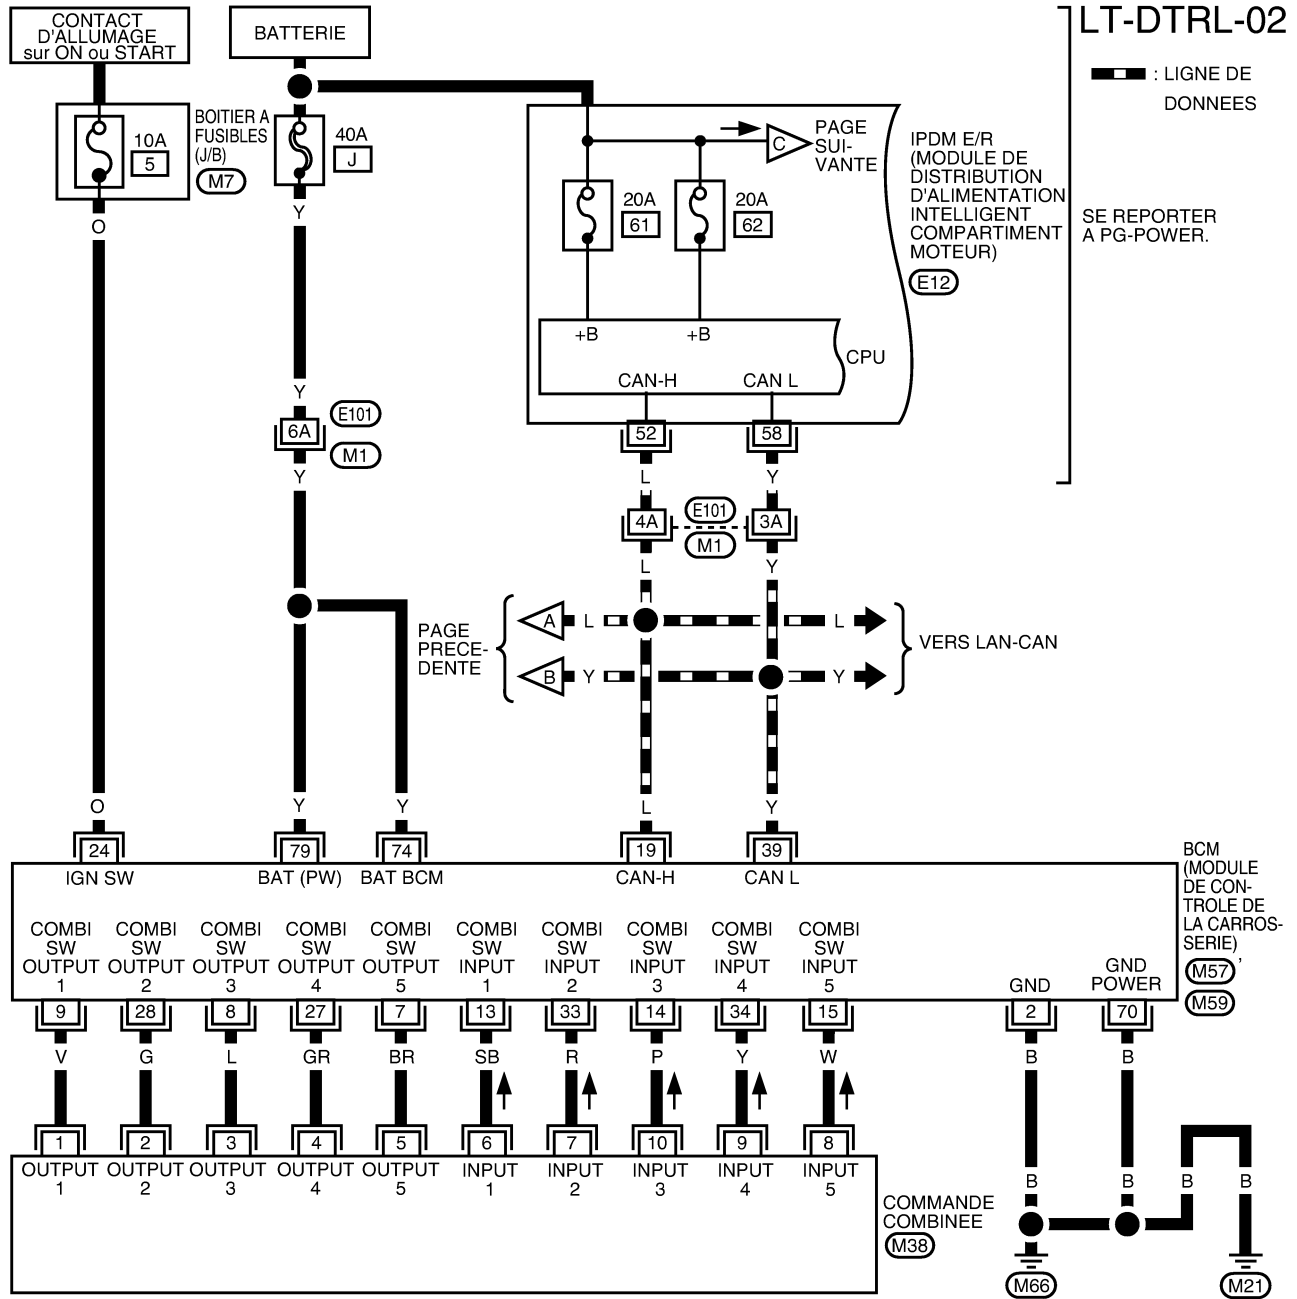 LT-DTRL-02
: LIGNE DE
DONNEES
CONTACT
D'ALLUMAGE
sur ON ou START
BATTERIE
10A
5
BOITIER A
FUSIBLES
(J/B)
M7
40A
J
C
PAGE
SUI-
VANTE
20A
61
20A
62
IPDM E/R
(MODULE DE
DISTRIBUTION
D'ALIMENTATION
INTELLIGENT
COMPARTIMENT
MOTEUR)
E12
SE REPORTER
A PG-POWER.
O
Y
+B
+B
CPU
CAN-H
CAN L
Y
6A
E101
M1
Y
52
58
L
Y
4A
E101
M1
3A
L
Y
PAGE
PRECE-
DENTE
A
L
L
B
Y
Y
VERS LAN-CAN
O
Y
Y
L
Y
24
79
74
19
39
IGN SW
BAT (PW)
BAT BCM
CAN-H
CAN L
BCM
(MODULE
DE CON-
TROLE DE
LA CARROS-
SERIE)
M57 ,
M59
COMBI
SW
OUTPUT
1
COMBI
SW
OUTPUT
2
COMBI
SW
OUTPUT
3
COMBI
SW
OUTPUT
4
COMBI
SW
OUTPUT
5
COMBI
SW
INPUT
1
COMBI
SW
INPUT
2
COMBI
SW
INPUT
3
COMBI
SW
INPUT
4
COMBI
SW
INPUT
5
GND
GND
POWER
9
28
8
27
7
13
33
14
34
15
2
70
V
G
L
GR
BR
SB
R
P
Y
W
B
B
1
2
3
4
5
6
7
10
9
8
OUTPUT
1
OUTPUT
2
OUTPUT
3
OUTPUT
4
OUTPUT
5
INPUT
1
INPUT
2
INPUT
3
INPUT
4
INPUT
5
COMMANDE
COMBINEE
M38
B
B
B
B
M66
M21